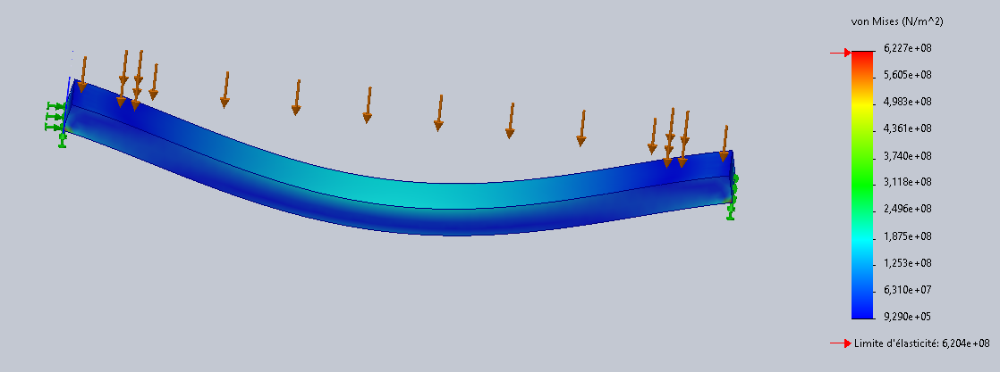 von Mises (N/m^2)
6,227e+08
5,605e+08
4,983e+08
4,361e+08
3,740e+08
3,118e+08
2,496e+08
1,875e+08
1,253e+08
6,310e+07
9,290e+05
Limite d'élasticité: 6,204e+08